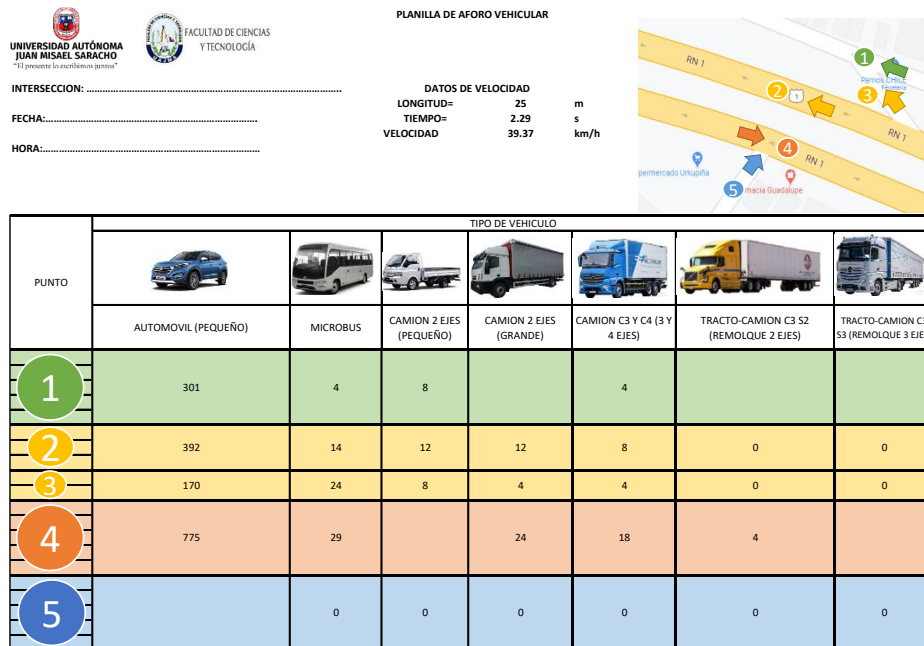 PLANILLA DE AFORO VEHICULAR
UNIVERSIDAD AUTÓNOMA
JUAN MISAEL SARACHO
"El presente lo escribimos juntos"
FACULTAD DE CIENCIAS
Y TECNOLOGÍA
INTERSECCION: ....................................................................................
FECHA:......................................................................
HORA:.......................................................................
DATOS DE VELOCIDAD
LONGITUD= 25 m
TIEMPO= 2.29 s
VELOCIDAD 39.37 km/h
RN 1
1
Pernos CHILE
Ferretería
2
1
3
RN 1
4
RN 1
permercado Urkupiña
5
macia Guadalupe
TIPO DE VEHICULO
PUNTO
AUTOMOVIL (PEQUEÑO)
MICROBUS
CAMION 2 EJES
(PEQUEÑO)
CAMION 2 EJES
(GRANDE)
CAMION C3 Y C4 (3 Y
4 EJES)
TRACTO-CAMION C3 S2
(REMOLQUE 2 EJES)
TRACTO-CAMION C3
S3 (REMOLQUE 3 EJE
1 301 4 8 4
2 392 14 12 12 8 0 0
3 170 24 8 4 4 0 0
4 775 29 24 18 4
5 0 0 0 0 0 0